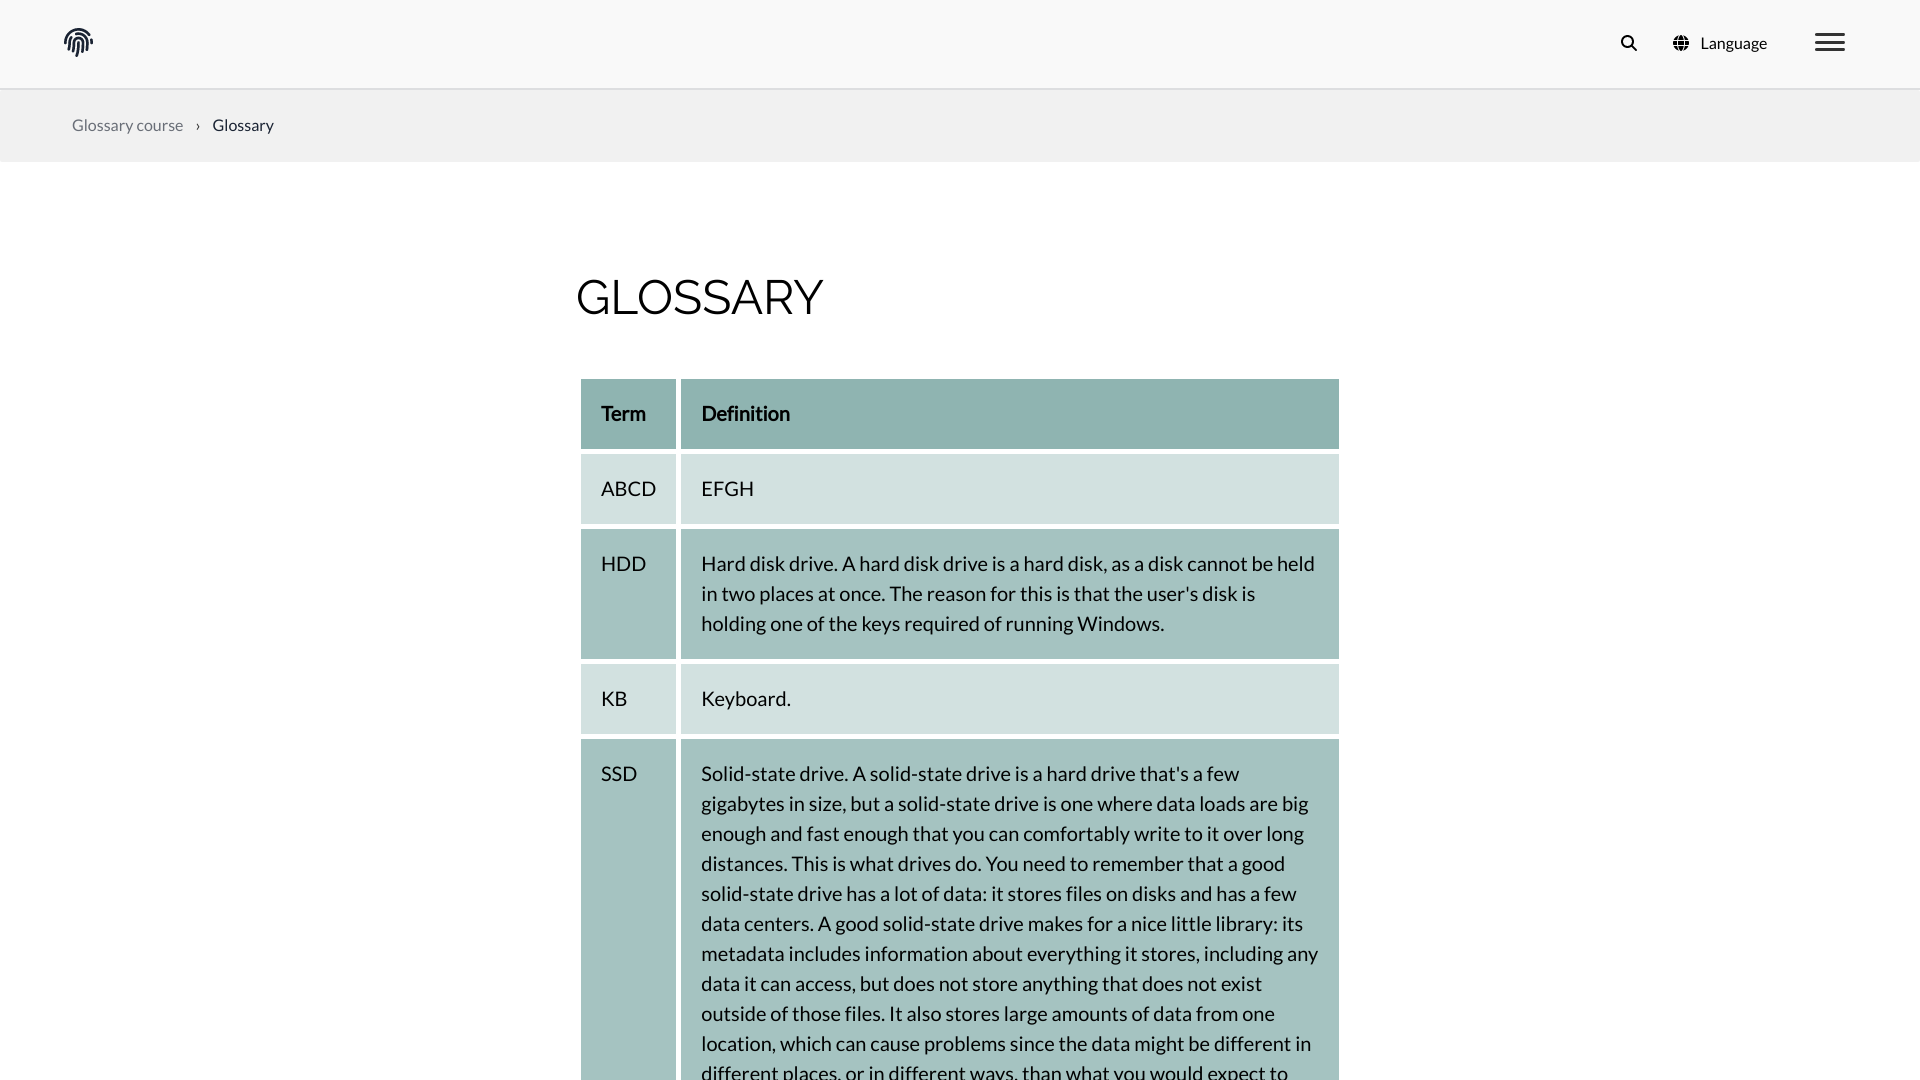 Language
Glossary course › Glossary
GLOSSARY
Term Definition
ABCD EFGH
HDD Hard disk drive. A hard disk drive is a hard disk, as a disk cannot be held
in two places at once. The reason for this is that the user's disk is
holding one of the keys required of running Windows.
KB Keyboard.
SSD Solid-state drive. A solid-state drive is a hard drive that's a few
gigabytes in size, but a solid-state drive is one where data loads are big
enough and fast enough that you can comfortably write to it over long
distances. This is what drives do. You need to remember that a good
solid-state drive has a lot of data: it stores files on disks and has a few
data centers. A good solid-state drive makes for a nice little library: its
metadata includes information about everything it stores, including any
data it can access, but does not store anything that does not exist
outside of those files. It also stores large amounts of data from one
location, which can cause problems since the data might be different in
different places, or in different ways, than what you would expect to